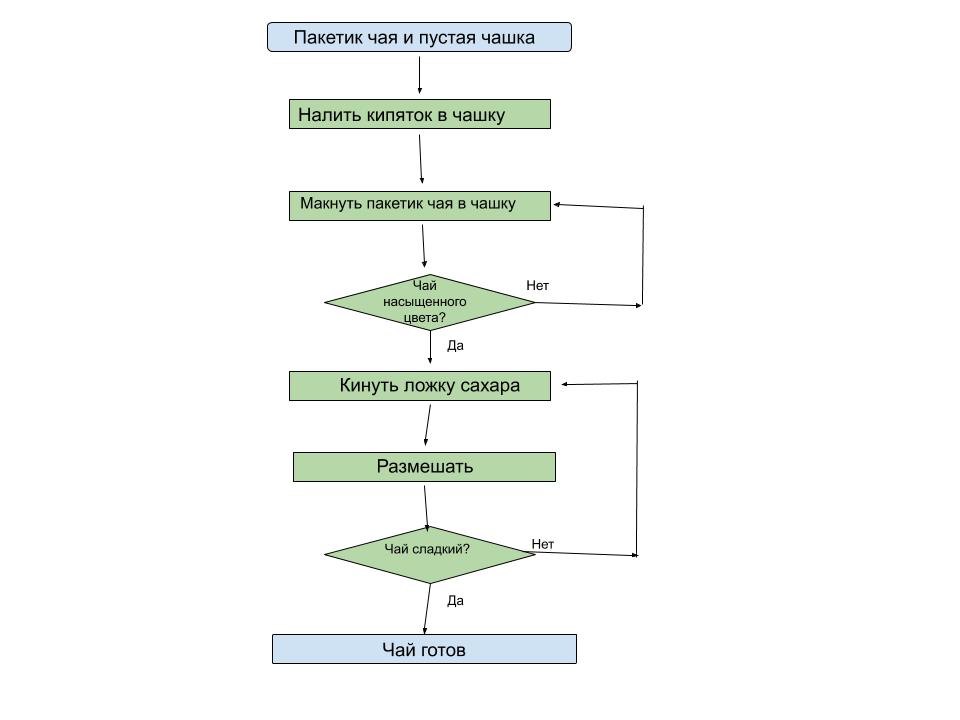 Пакетик чая и пустая чашка
Налить кипяток в чашку
Макнуть пакетик чая в чашку
Чай
насыщенного
цвета?
Нет
Да
Кинуть ложку сахара
Размешать
Чай сладкий?
Нет
Да
Чай готов